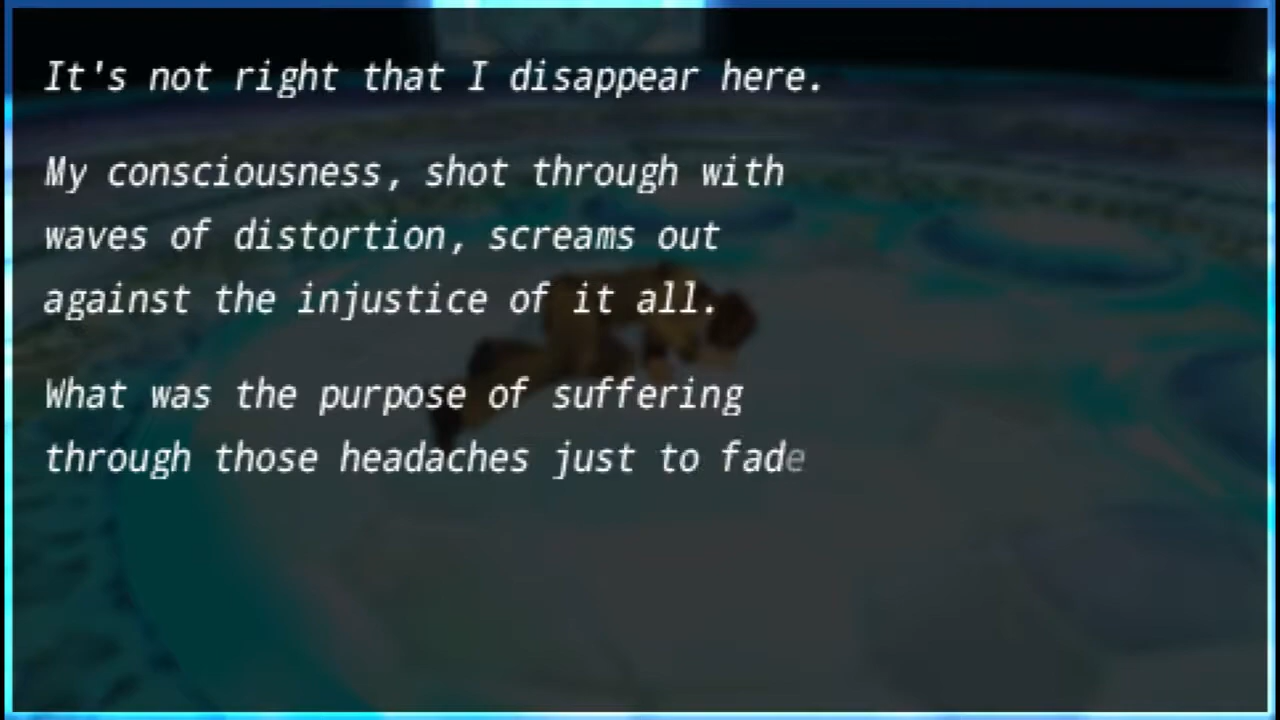 It's not right that I disappear here.
My consciousness, shot through with
waves of distortion, screams out
against the injustice of it all.
What was the purpose of suffering
through those headaches just to fade